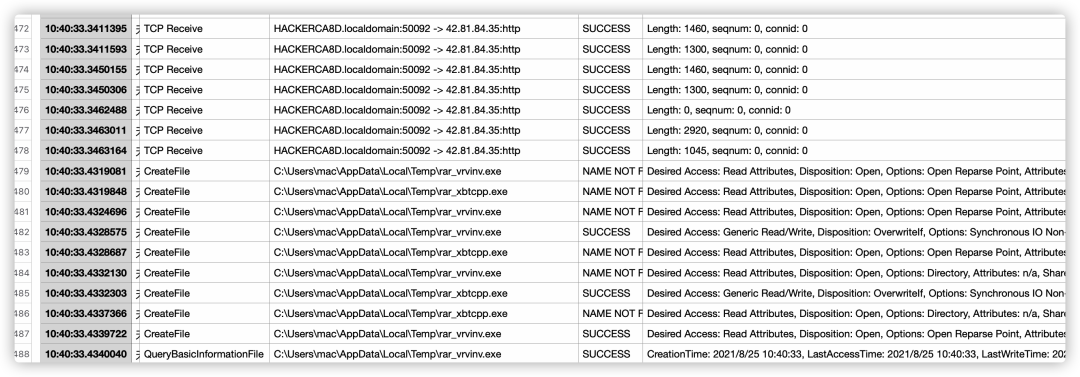 472 10:40:33.3411395 TCP Receive HACKERCA8D.localdomain:50092 -> 42.81.84.35:http SUCCESS Length: 1460, seqnum: 0, connid: 0
473 10:40:33.3411593 TCP Receive HACKERCA8D.localdomain:50092 -> 42.81.84.35:http SUCCESS Length: 1300, seqnum: 0, connid: 0
474 10:40:33.3450155 TCP Receive HACKERCA8D.localdomain:50092 -> 42.81.84.35:http SUCCESS Length: 1460, seqnum: 0, connid: 0
475 10:40:33.3450306 TCP Receive HACKERCA8D.localdomain:50092 -> 42.81.84.35:http SUCCESS Length: 1300, seqnum: 0, connid: 0
476 10:40:33.3462488 TCP Receive HACKERCA8D.localdomain:50092 -> 42.81.84.35:http SUCCESS Length: 0, seqnum: 0, connid: 0
477 10:40:33.3463011 TCP Receive HACKERCA8D.localdomain:50092 -> 42.81.84.35:http SUCCESS Length: 2920, seqnum: 0, connid: 0
478 10:40:33.3463164 TCP Receive HACKERCA8D.localdomain:50092 -> 42.81.84.35:http SUCCESS Length: 1045, seqnum: 0, connid: 0
479 10:40:33.4319081 CreateFile C:\Users\mac\AppData\Local\Temp\rar_vrvinv.exe NAME NOT F Desired Access: Read Attributes, Disposition: Open, Options: Open Reparse Point, Attributes
480 10:40:33.4319848 CreateFile C:\Users\mac\AppData\Local\Temp\rar_xbtcpp.exe NAME NOT F Desired Access: Read Attributes, Disposition: Open, Options: Open Reparse Point, Attributes
481 10:40:33.4324696 CreateFile C:\Users\mac\AppData\Local\Temp\rar_vrvinv.exe NAME NOT F Desired Access: Read Attributes, Disposition: Open, Options: Open Reparse Point, Attributes
482 10:40:33.4328575 CreateFile C:\Users\mac\AppData\Local\Temp\rar_vrvinv.exe SUCCESS Desired Access: Generic Read/Write, Disposition: OverwriteIf, Options: Synchronous IO Non-
483 10:40:33.4328687 CreateFile C:\Users\mac\AppData\Local\Temp\rar_xbtcpp.exe NAME NOT F Desired Access: Read Attributes, Disposition: Open, Options: Open Reparse Point, Attributes
484 10:40:33.4332130 CreateFile C:\Users\mac\AppData\Local\Temp\rar_vrvinv.exe NAME NOT F Desired Access: Read Attributes, Disposition: Open, Options: Directory, Attributes: n/a, Shar
485 10:40:33.4332303 CreateFile C:\Users\mac\AppData\Local\Temp\rar_xbtcpp.exe SUCCESS Desired Access: Generic Read/Write, Disposition: OverwriteIf, Options: Synchronous IO Non-
486 10:40:33.4337366 CreateFile C:\Users\mac\AppData\Local\Temp\rar_xbtcpp.exe NAME NOT F Desired Access: Read Attributes, Disposition: Open, Options: Directory, Attributes: n/a, Shar
487 10:40:33.4339722 CreateFile C:\Users\mac\AppData\Local\Temp\rar_vrvinv.exe SUCCESS Desired Access: Read Attributes, Disposition: Open, Options: Open Reparse Point, Attributes
488 10:40:33.4340040 QueryBasicInformationFile C:\Users\mac\AppData\Local\Temp\rar_vrvinv.exe SUCCESS CreationTime: 2021/8/25 10:40:33, LastAccessTime: 2021/8/25 10:40:33, LastWriteTime: 202